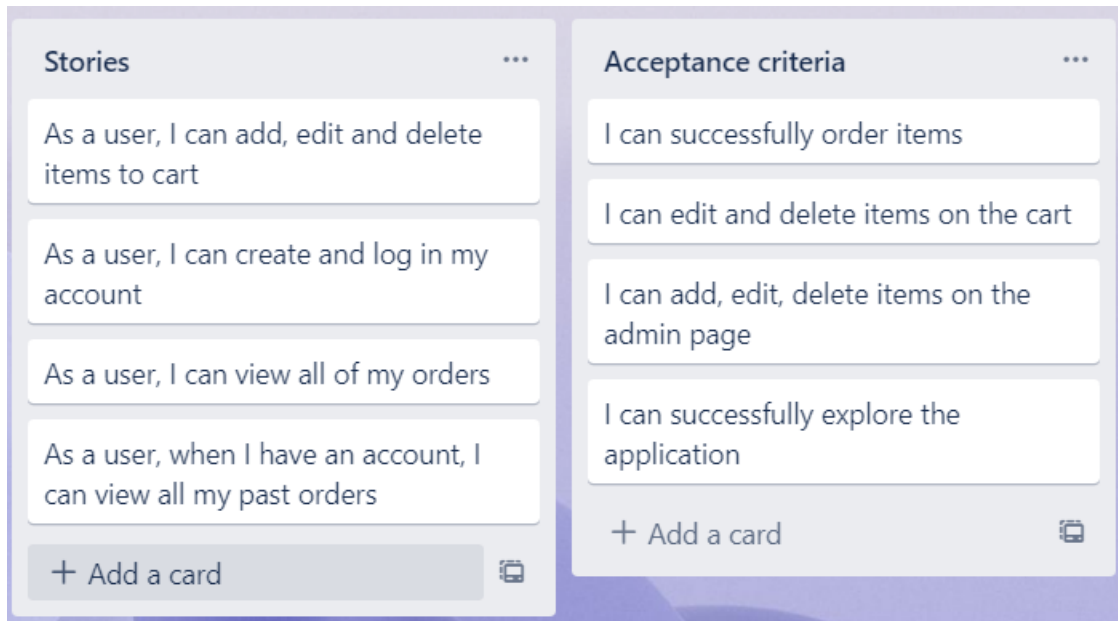 Stories
As a user, I can add, edit and delete
items to cart
As a user, I can create and log in my
account
As a user, I can view all of my orders
As a user, when I have an account, I
can view all my past orders
+ Add a card
Acceptance criteria
I can successfully order items
I can edit and delete items on the cart
I can add, edit, delete items on the
admin page
I can successfully explore the
application
+ Add a card